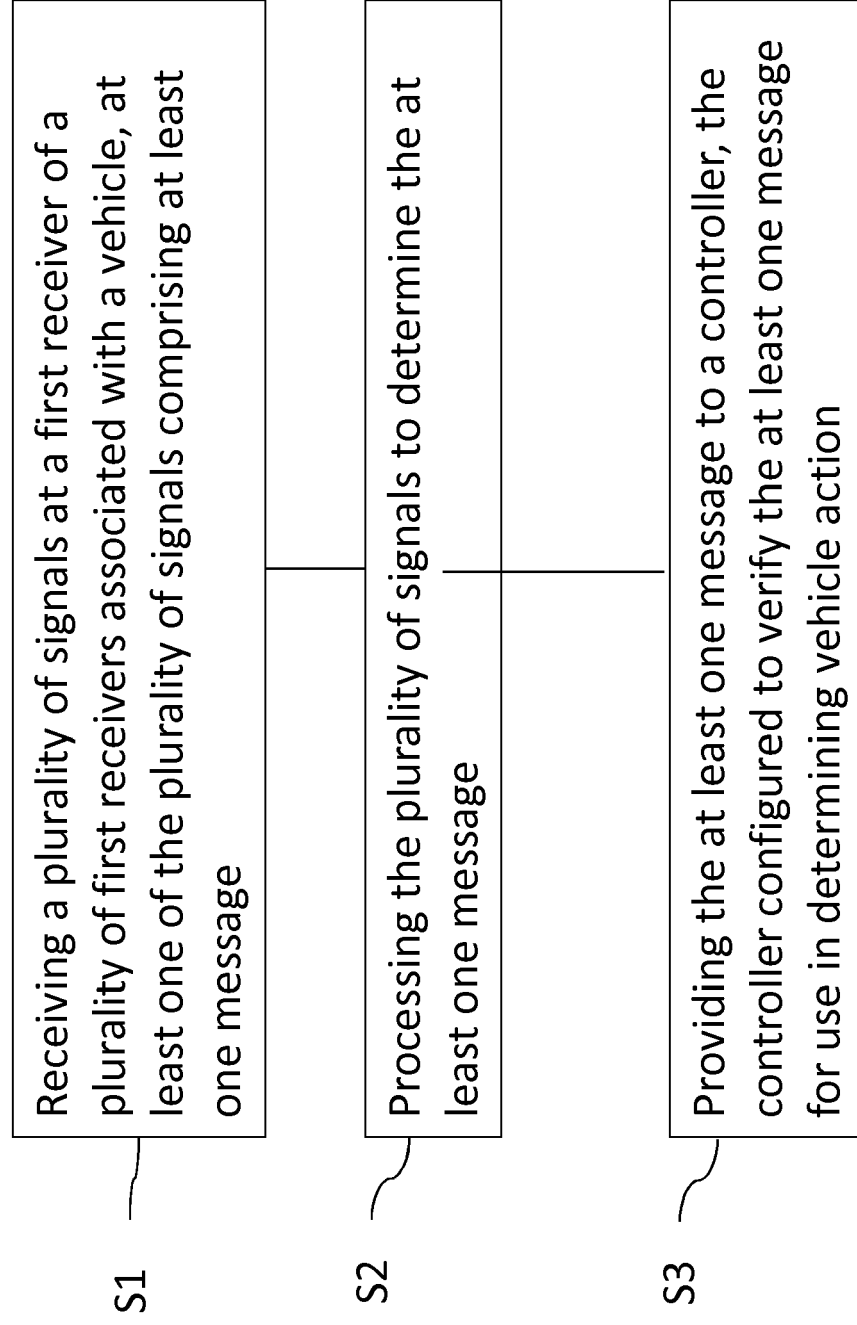 S1
Receiving a plurality of signals at a first receiver of a
plurality of first receivers associated with a vehicle, at
least one of the plurality of signals comprising at least
one message
S2
Processing the plurality of signals to determine the at
least one message
S3
Providing the at least one message to a controller, the
controller configured to verify the at least one message
for use in determining vehicle action